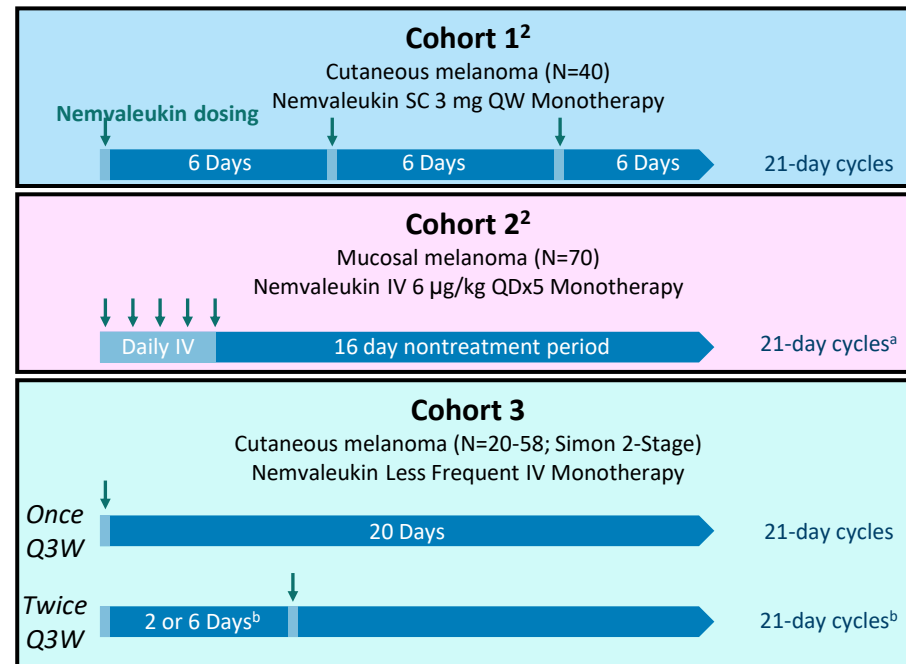 Cohort 1²
Cutaneous melanoma (N=40)
Nemvaleukin SC 3 mg QW Monotherapy
Nemvaleukin dosing
6 Days 6 Days 6 Days 21-day cycles
Cohort 2²
Mucosal melanoma (N=70)
Nemvaleukin IV 6 µg/kg QDx5 Monotherapy
Daily IV 16 day nontreatment period 21-day cyclesᵃ
Cohort 3
Cutaneous melanoma (N=20-58; Simon 2-Stage)
Nemvaleukin Less Frequent IV Monotherapy
Once
Q3W
20 Days 21-day cycles
Twice
Q3W
2 or 6 Daysᵇ 21-day cyclesᵇ